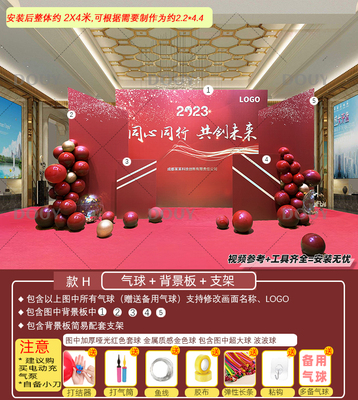 安装后整体约 2X4米,可根据需要制作为约2.2*4.4
①
⑤
②
2023
LOGO
同心同行 共创未来
③
④
视频参考+工具齐全=安装无忧
款 H
气球 + 背景板 + 支架
包含以上图中所有气球（赠送备用气球）支持修改画面名称、LOGO
包含图中背景板中 ① ② ③ ④ ⑤
包含背景板简易配套支架
注意
*建议购
买电动充
气泵
*自备小刀
图中加厚哑光红色套球 金属质感金色球 包含图中超大球 波波球
送 送 送 送 送 送
打结器 打气筒 鱼线 胶布 弹性长条 粘钩
备用
气球
多备气球